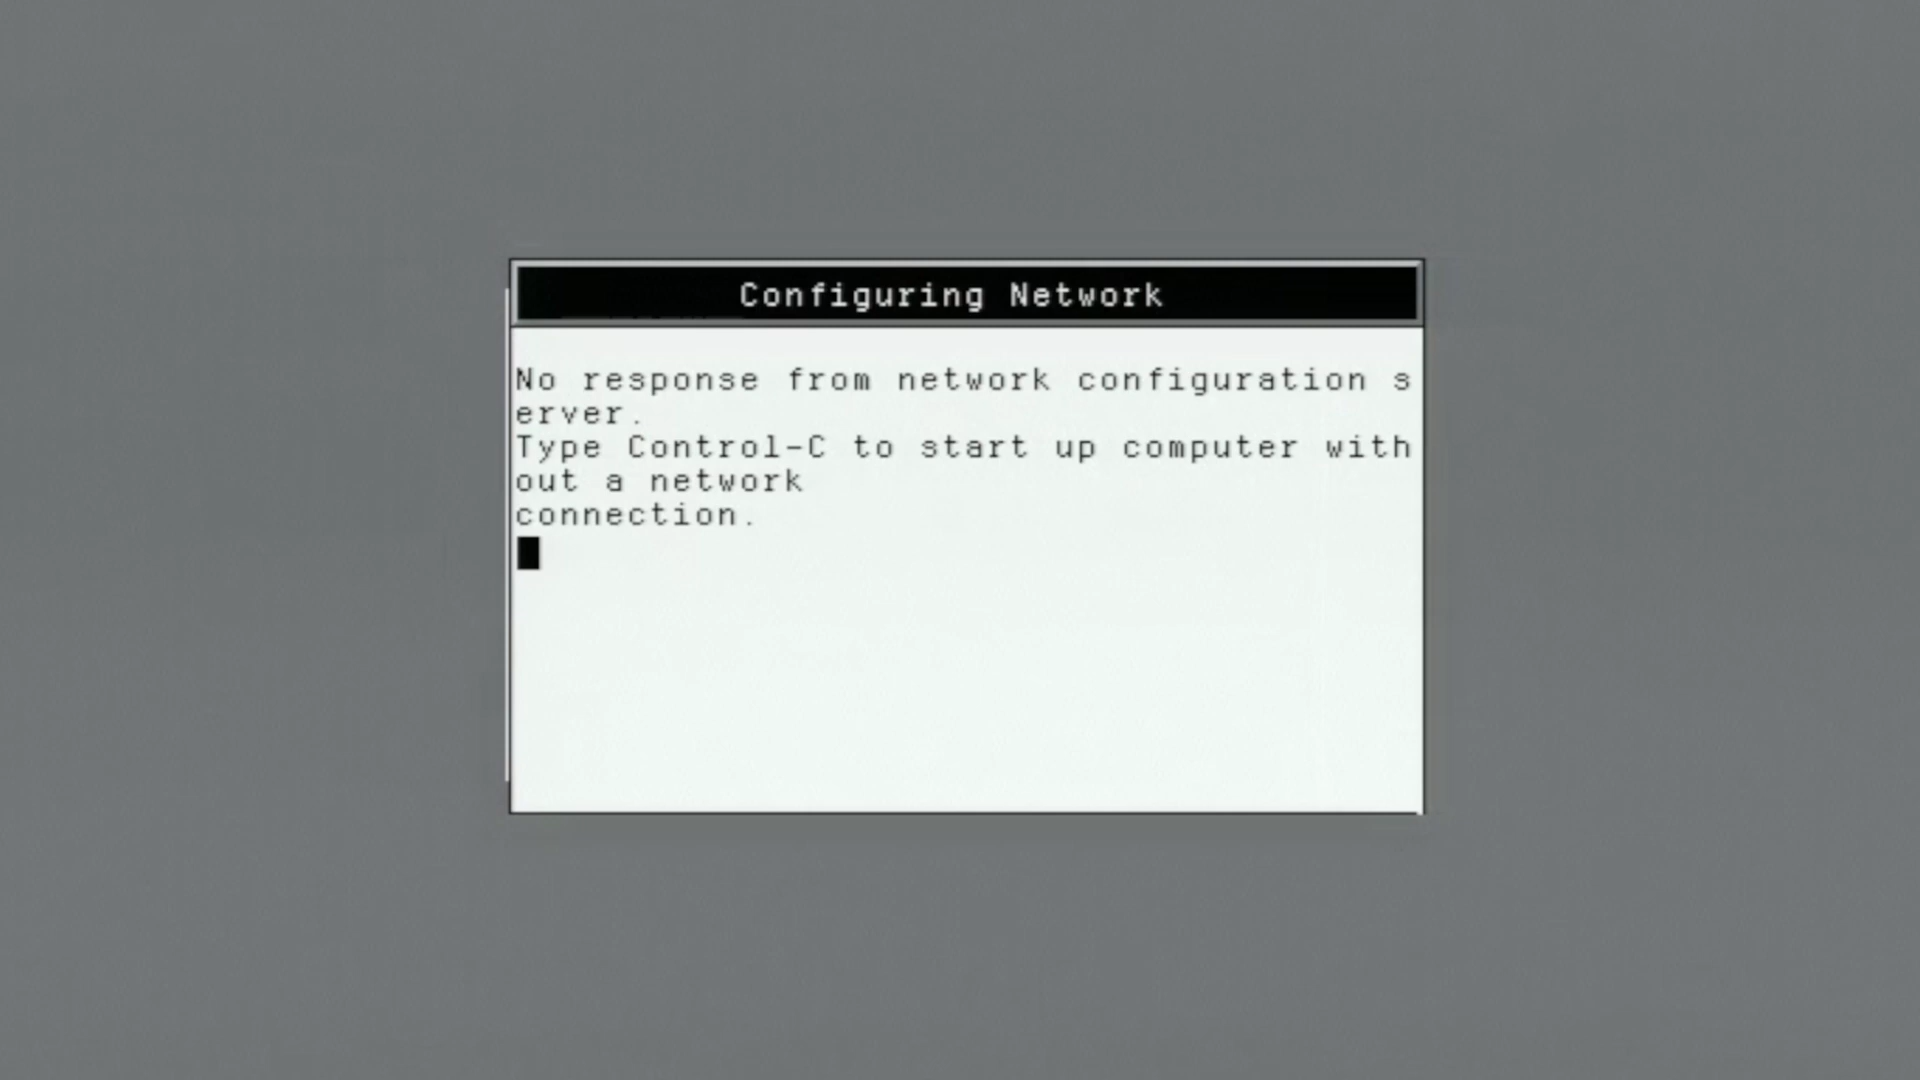 Configuring Network
No response from network configuration s
erver.
Type Control-C to start up computer with
out a network
connection.